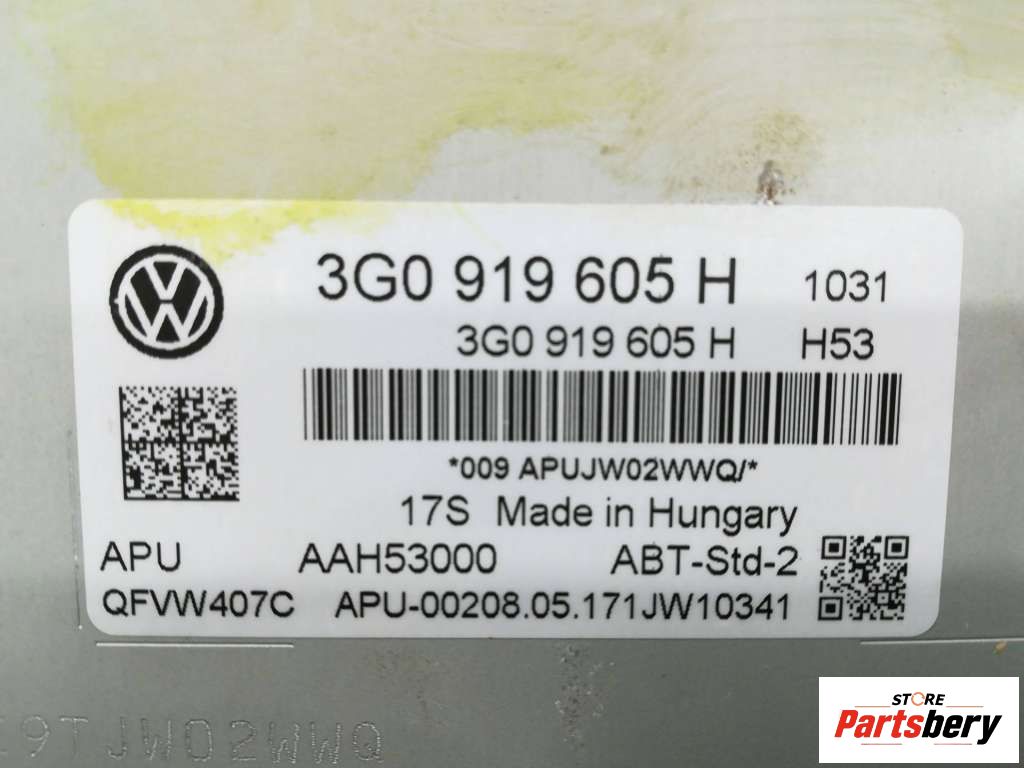 3G0 919 605 H 1031
3G0 919 605 H H53
*009 APUJW02WWQ/*
17S Made in Hungary
APU AAH53000 ABT-Std-2
QFVW407C APU-00208.05.171JW10341
9TJW02WWQ
STORE
Partsbery